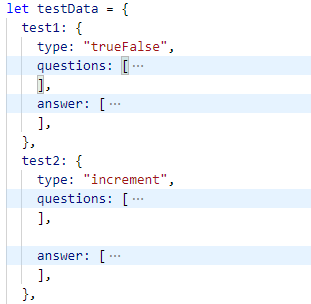 let testData = {
  test1: {
    type: "trueFalse",
    questions: [ ···
    ],
    answer: [ ···
    ],
  },
  test2: {
    type: "increment",
    questions: [ ···
    ],

    answer: [ ···
    ],
  },